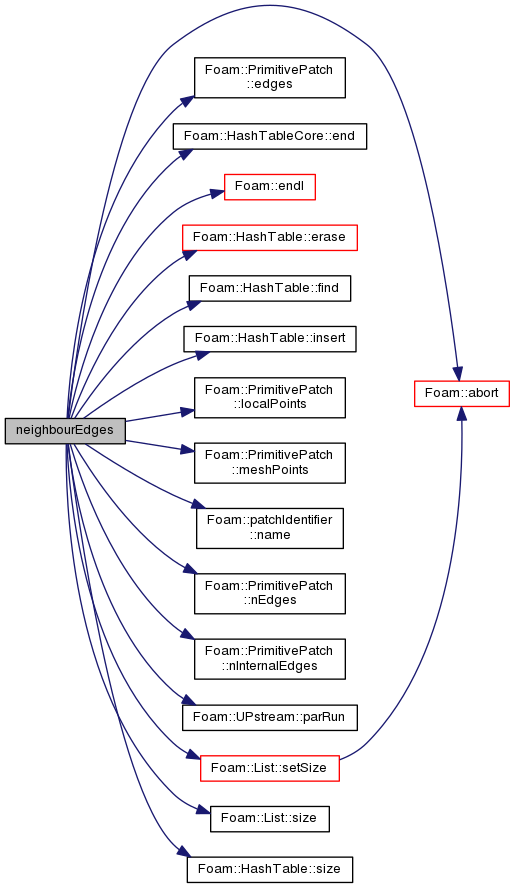 Foam::PrimitivePatch
::edges
Foam::HashTableCore::end
Foam::endl
Foam::HashTable::erase
Foam::HashTable::find
Foam::HashTable::insert
Foam::PrimitivePatch
::localPoints
Foam::abort
neighbourEdges
Foam::PrimitivePatch
::meshPoints
Foam::patchIdentifier
::name
Foam::PrimitivePatch
::nEdges
Foam::PrimitivePatch
::nInternalEdges
Foam::UPstream::parRun
Foam::List::setSize
Foam::List::size
Foam::HashTable::size